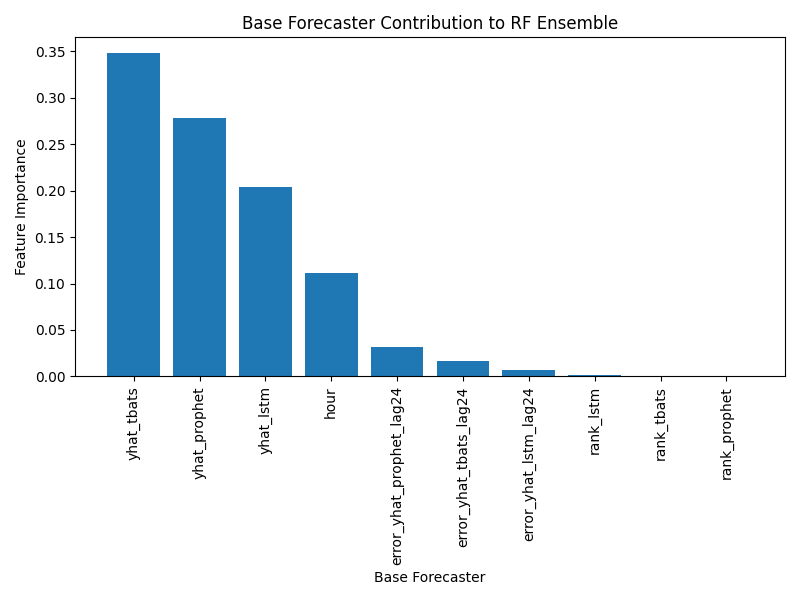 Base Forecaster Contribution to RF Ensemble
Feature Importance
0.35
0.30
0.25
0.20
0.15
0.10
0.05
0.00
yhat_tbats
yhat_prophet
yhat_lstm
hour
error_yhat_prophet_lag24
error_yhat_tbats_lag24
error_yhat_lstm_lag24
rank_lstm
rank_tbats
rank_prophet
Base Forecaster